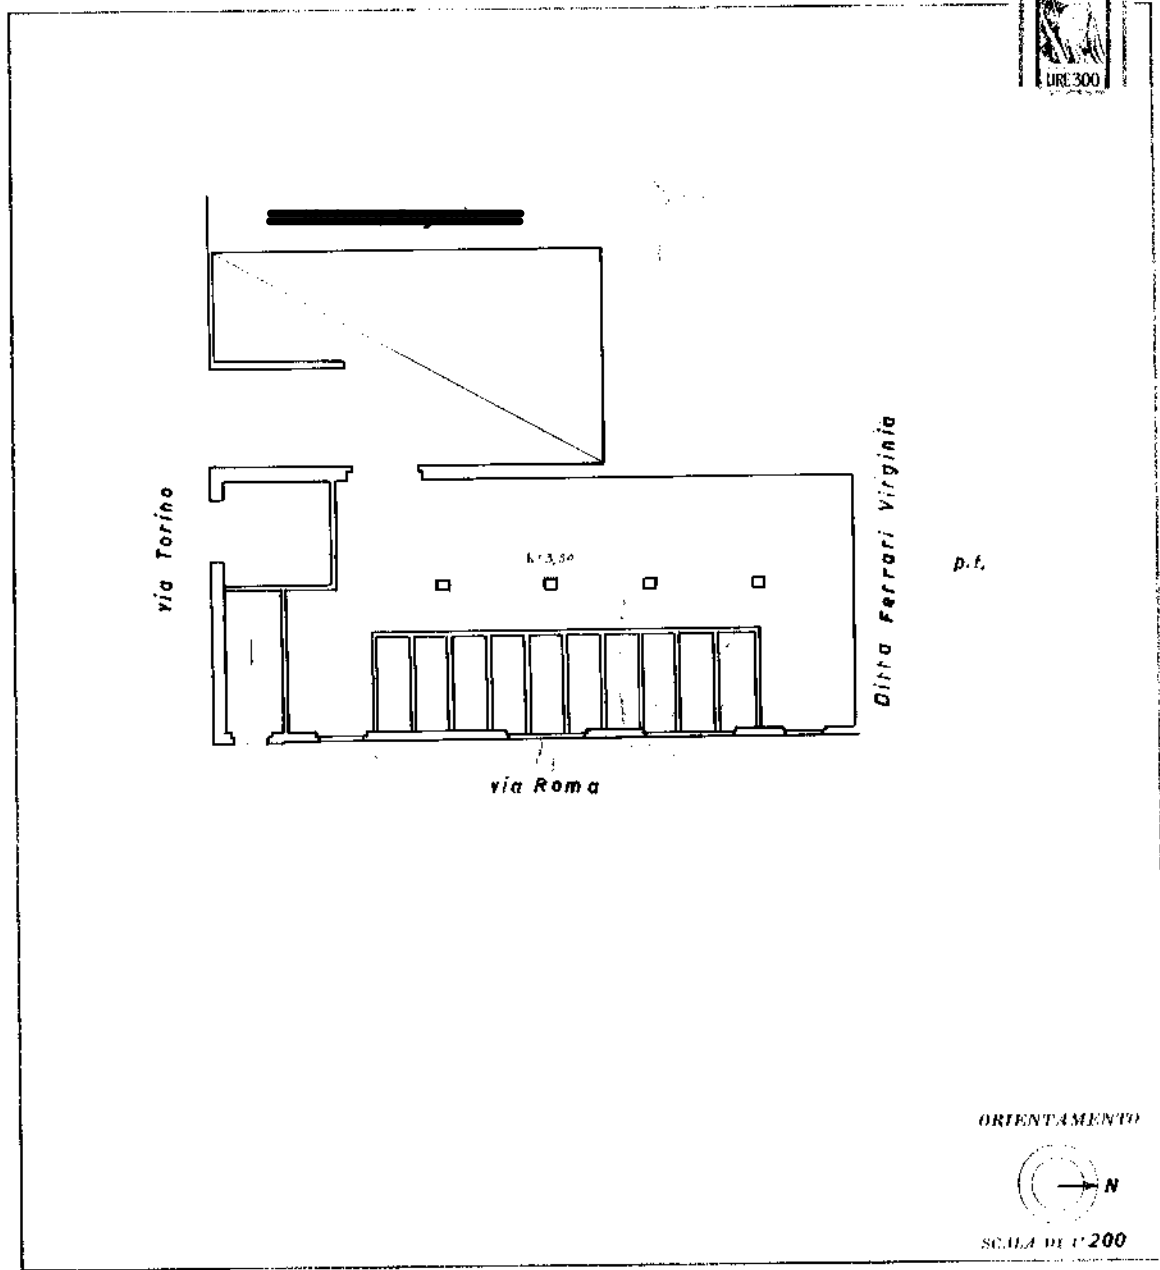 LIRE 300
via Torino
h=3,50
Ditta Ferrari Virginia
p.t.
via Roma
ORIENTAMENTO
N
SCALA DI 1:200